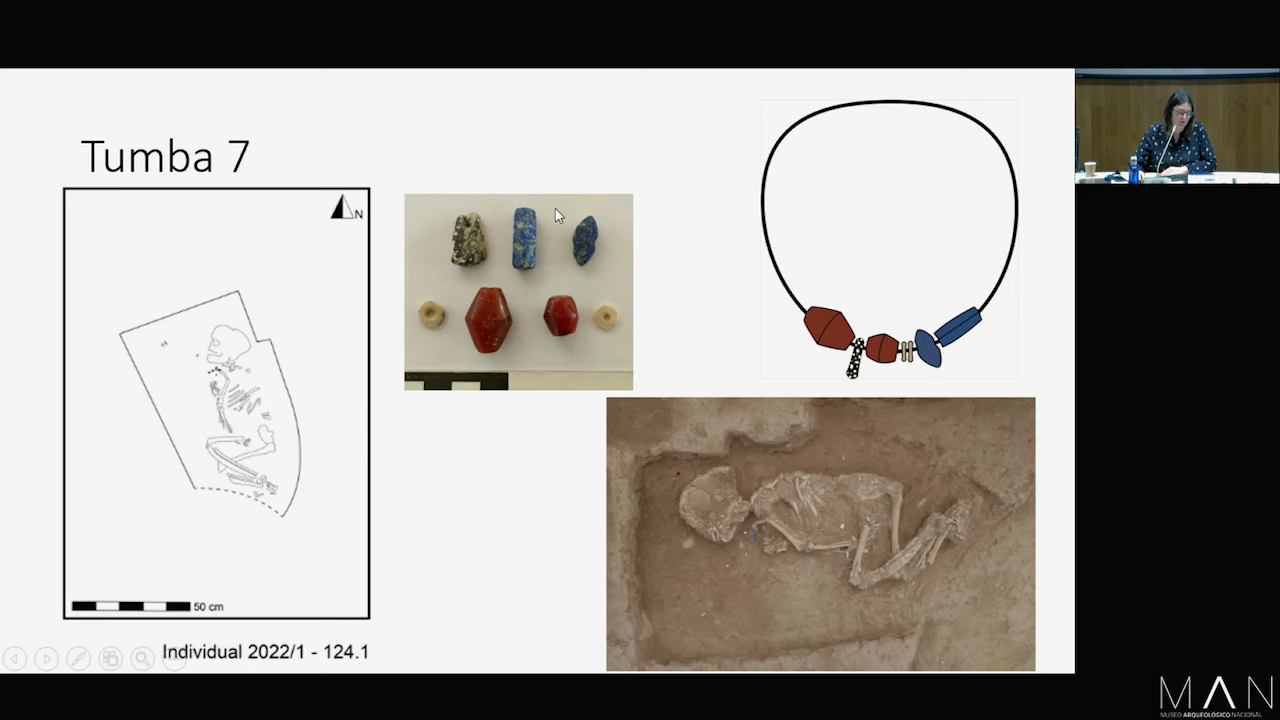 Tumba 7
N
50 cm
Individual 2022/1 - 124.1
MAN
MUSEO ARQUEOLÓGICO NACIONAL